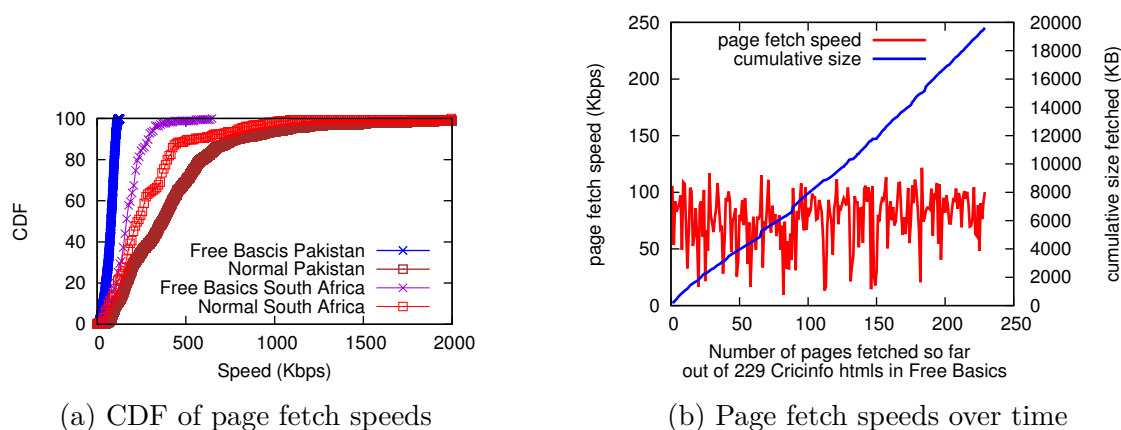 CDF
100
80
60
40
20
0
Free Bascis Pakistan
Normal Pakistan
Free Basics South Africa
Normal South Africa
0 500 1000 1500 2000
Speed (Kbps)
(a) CDF of page fetch speeds
page fetch speed (Kbps)
250
200
150
100
50
0
page fetch speed
cumulative size
20000
18000
16000
14000
12000
10000
8000
6000
4000
2000
0
cumulative size fetched (KB)
0 50 100 150 200 250
Number of pages fetched so far
out of 229 Cricinfo htmls in Free Basics
(b) Page fetch speeds over time